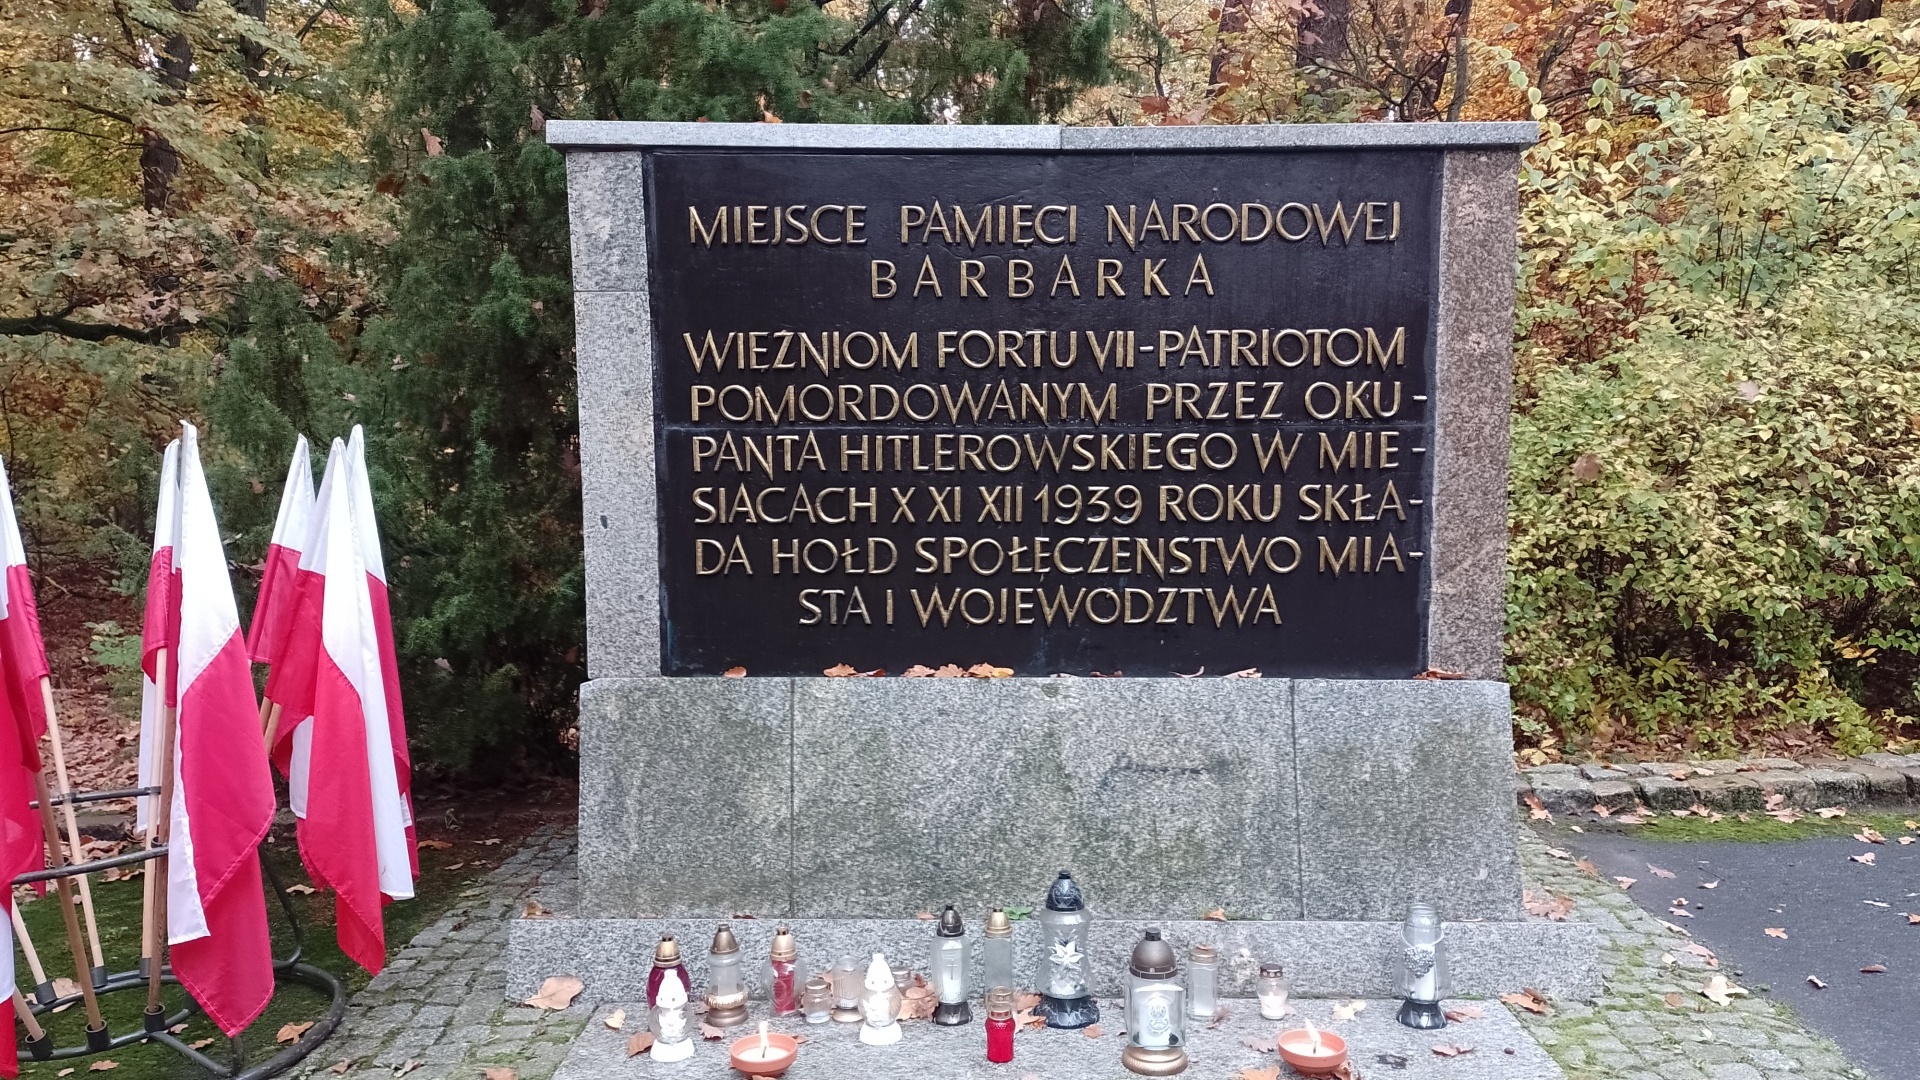 MIEJSCE PAMIĘCI NARODOWEJ
BARBARKA
WIĘŹNIOM FORTU VII-PATRIOTOM
POMORDOWANYM PRZEZ OKU-
PANTA HITLEROWSKIEGO W MIE-
SIĄCACH X XI XII 1939 ROKU SKŁA-
DA HOŁD SPOŁECZEŃSTWO MIA-
STA I WOJEWÓDZTWA